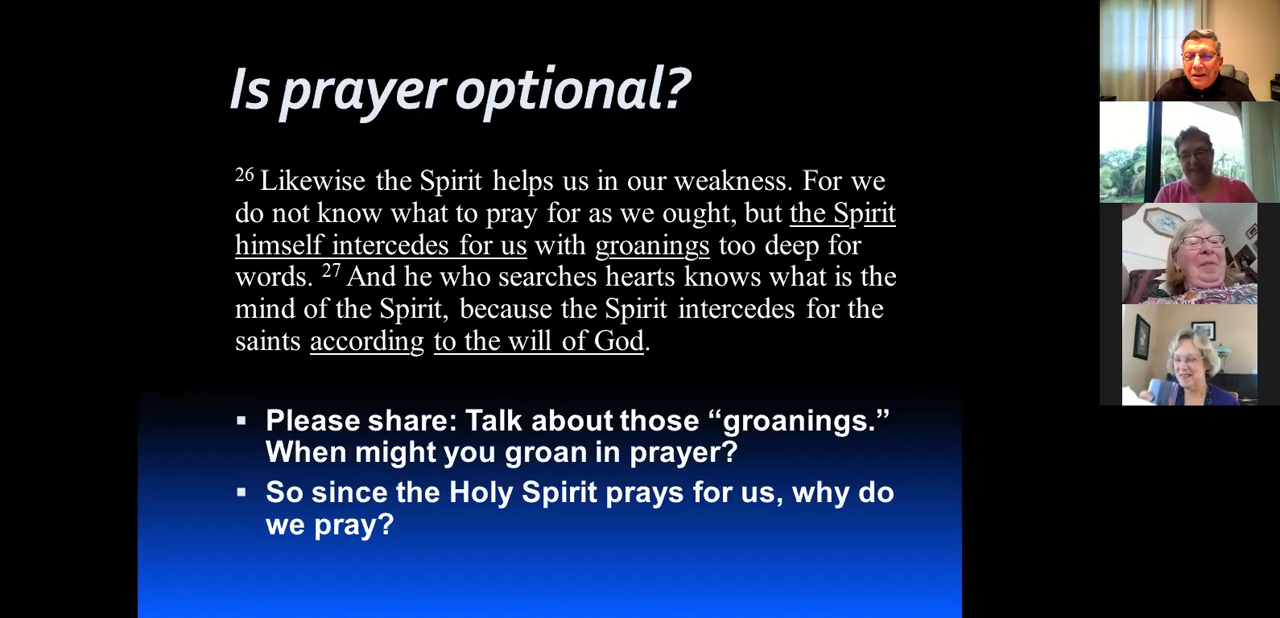 Is prayer optional?
26 Likewise the Spirit helps us in our weakness. For we
do not know what to pray for as we ought, but the Spirit
himself intercedes for us with groanings too deep for
words. 27 And he who searches hearts knows what is the
mind of the Spirit, because the Spirit intercedes for the
saints according to the will of God.
▪ Please share: Talk about those “groanings.”
When might you groan in prayer?
▪ So since the Holy Spirit prays for us, why do
we pray?